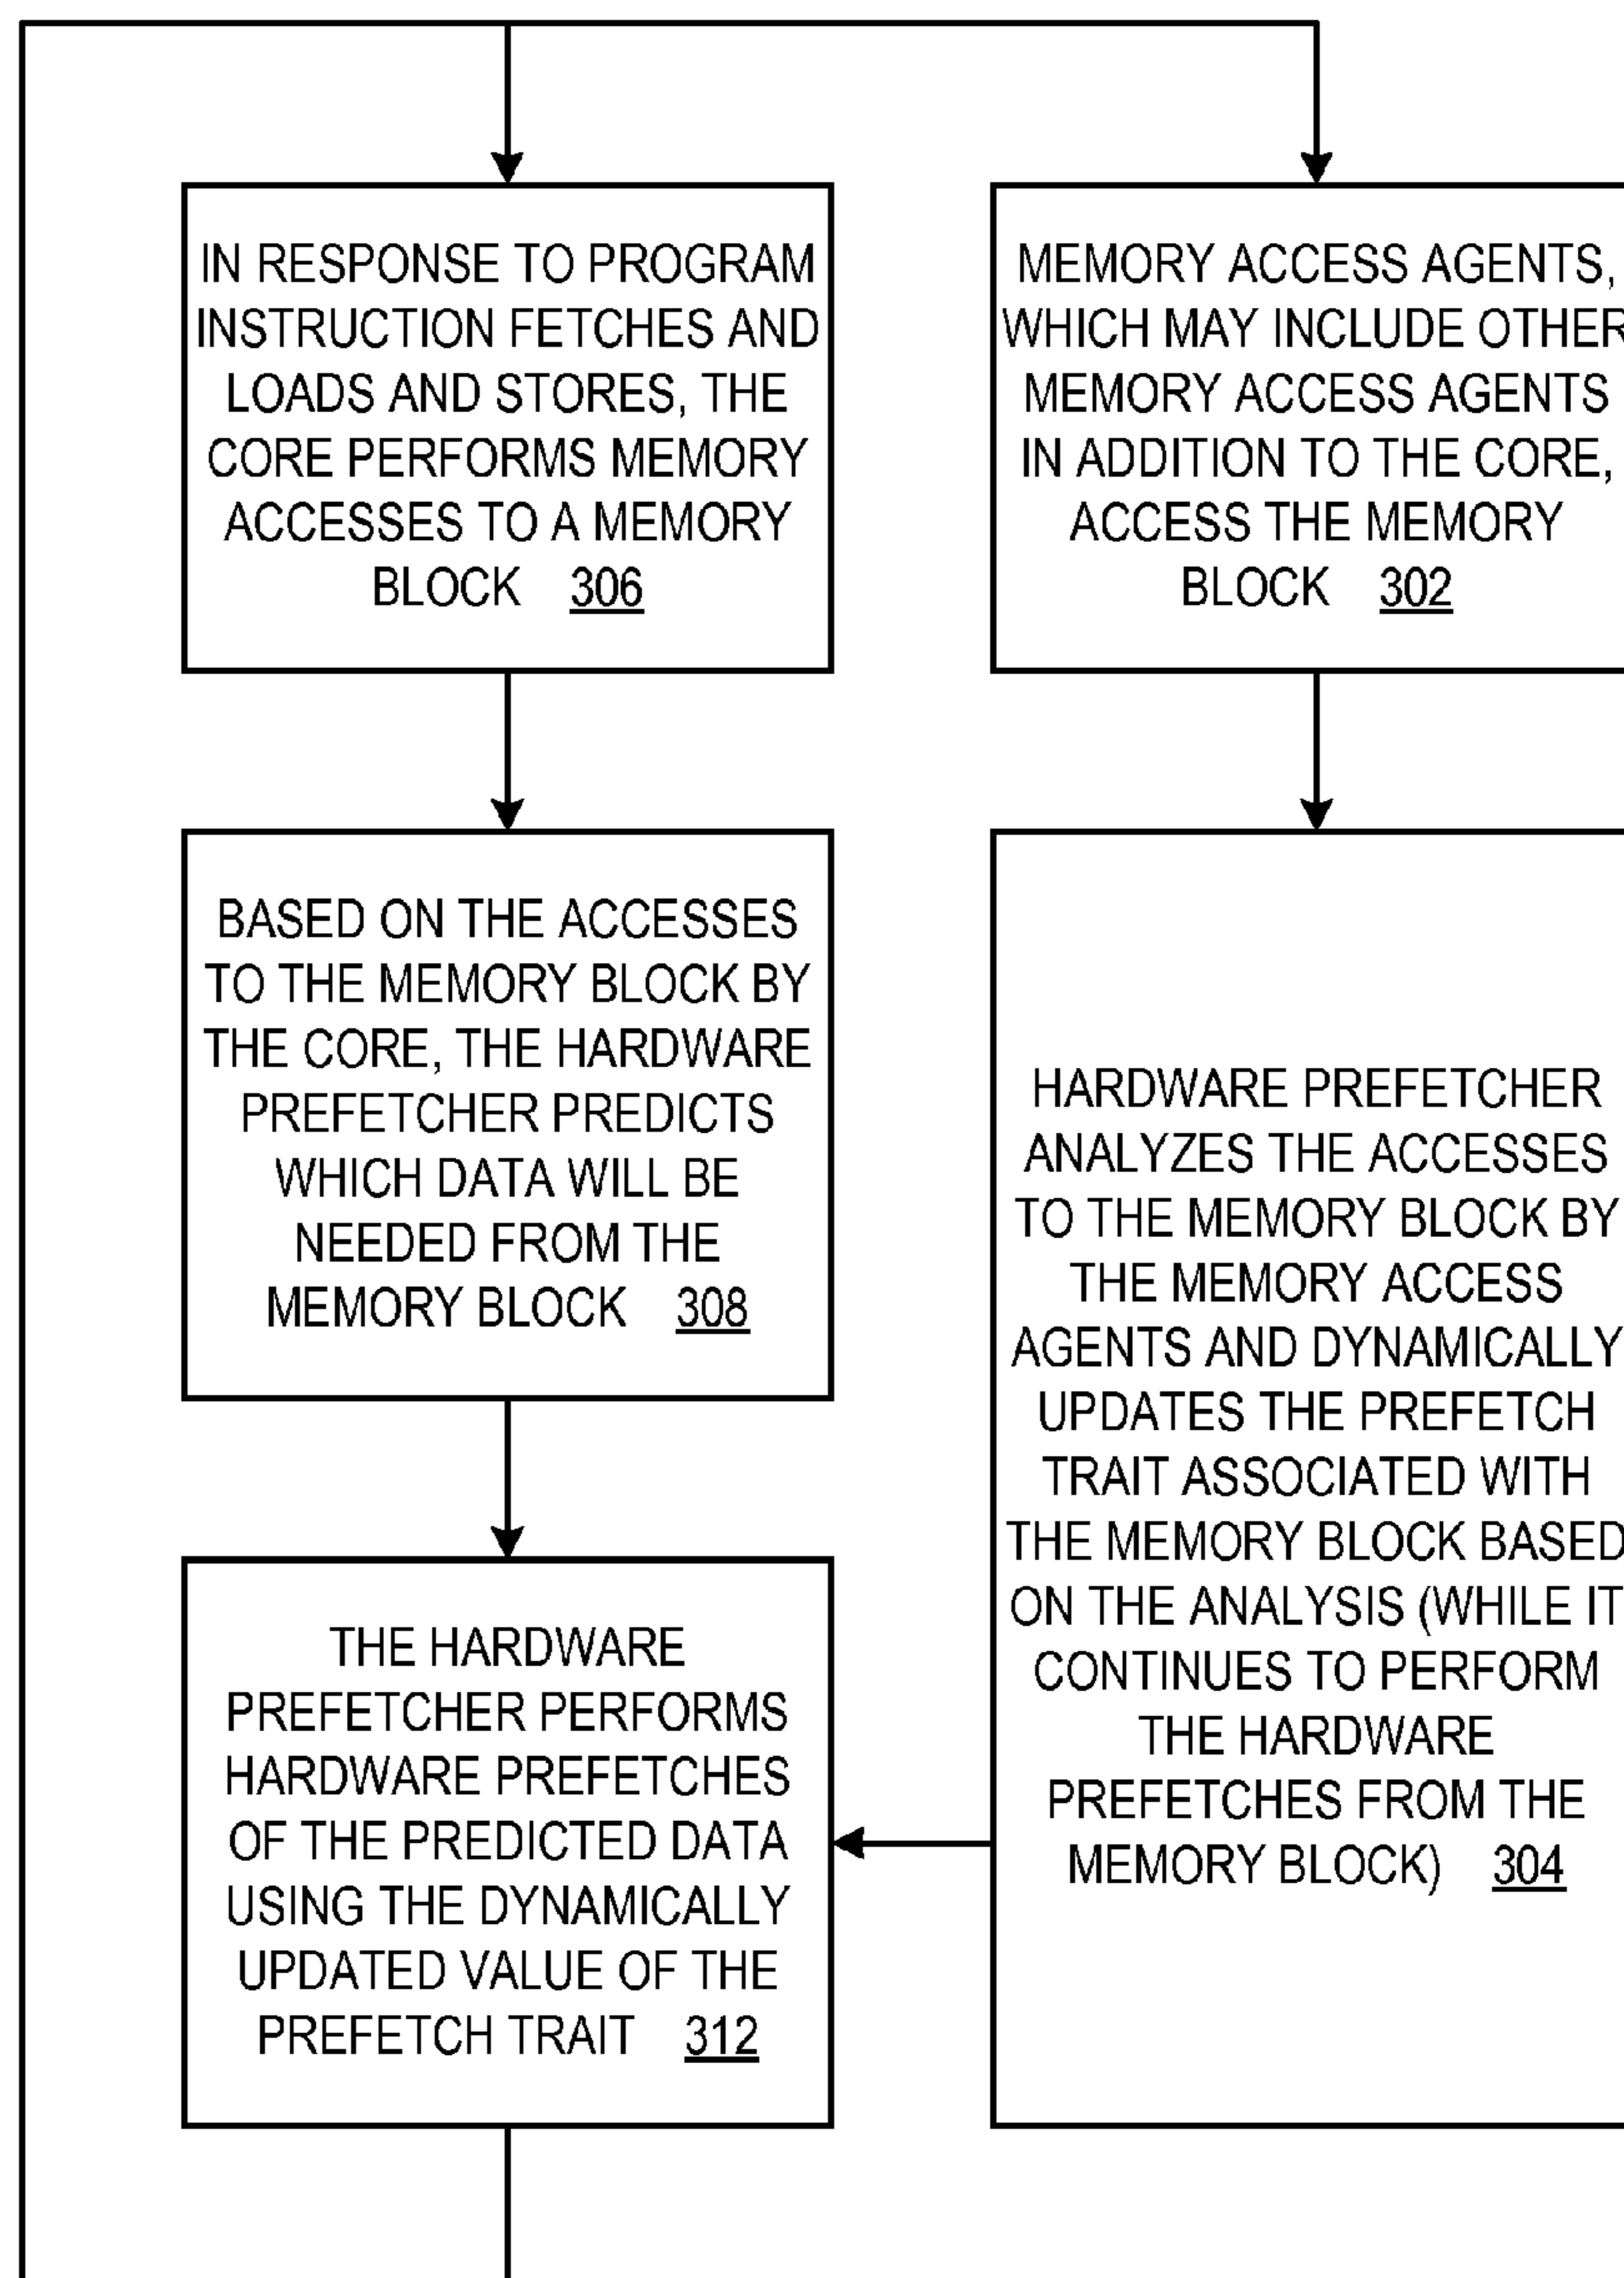 IN RESPONSE TO PROGRAM
INSTRUCTION FETCHES AND
LOADS AND STORES, THE
CORE PERFORMS MEMORY
ACCESSES TO A MEMORY
BLOCK 306
MEMORY ACCESS AGENTS,
WHICH MAY INCLUDE OTHER
MEMORY ACCESS AGENTS
IN ADDITION TO THE CORE,
ACCESS THE MEMORY
BLOCK 302
BASED ON THE ACCESSES
TO THE MEMORY BLOCK BY
THE CORE, THE HARDWARE
PREFETCHER PREDICTS
WHICH DATA WILL BE
NEEDED FROM THE
MEMORY BLOCK 308
HARDWARE PREFETCHER
ANALYZES THE ACCESSES
TO THE MEMORY BLOCK BY
THE MEMORY ACCESS
AGENTS AND DYNAMICALLY
UPDATES THE PREFETCH
TRAIT ASSOCIATED WITH
THE MEMORY BLOCK BASED
ON THE ANALYSIS (WHILE IT
CONTINUES TO PERFORM
THE HARDWARE
PREFETCHES FROM THE
MEMORY BLOCK) 304
THE HARDWARE
PREFETCHER PERFORMS
HARDWARE PREFETCHES
OF THE PREDICTED DATA
USING THE DYNAMICALLY
UPDATED VALUE OF THE
PREFETCH TRAIT 312